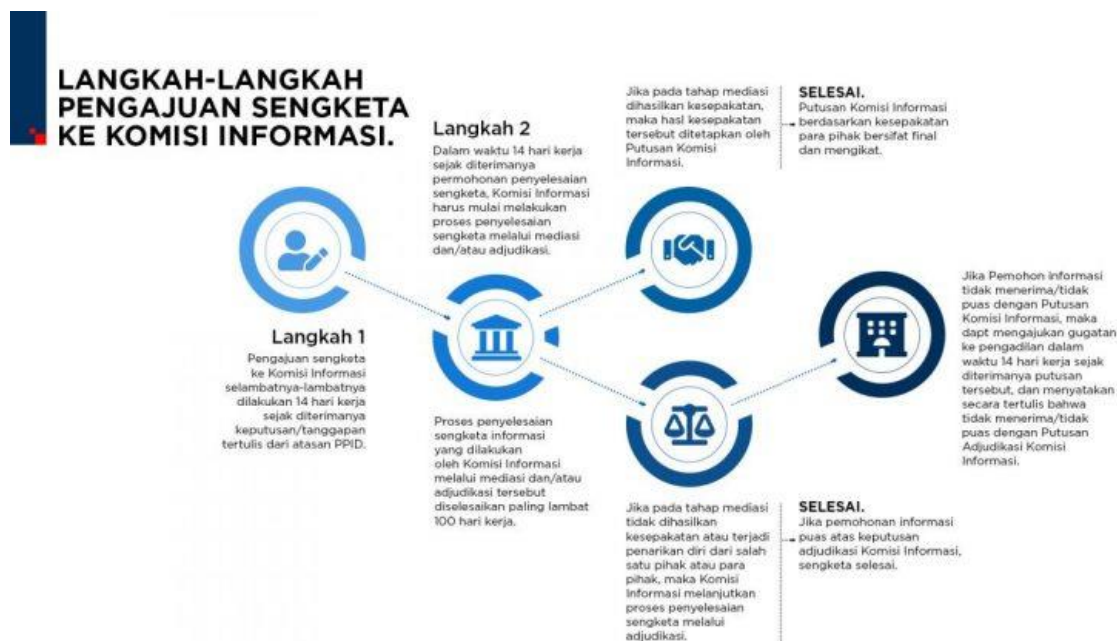 LANGKAH-LANGKAH
PENGAJUAN SENGKETA
KE KOMISI INFORMASI.
Langkah 1
Pengajuan sengketa
ke Komisi Informasi
selambatnya-lambatnya
dilakukan 14 hari kerja
sejak diterimanya
keputusan/tanggapan
tertulis dari atasan PPID.
Langkah 2
Dalam waktu 14 hari kerja
sejak diterimanya
permohonan penyelesaian
sengketa, Komisi Informasi
harus mulai melakukan
proses penyelesaian
sengketa melalui mediasi
dan/atau adjudikasi.
Proses penyelesaian
sengketa informasi
yang dilakukan
oleh Komisi Informasi
melalui mediasi dan/atau
adjudikasi tersebut
diselesaikan paling lambat
100 hari kerja.
Jika pada tahap mediasi
dihasilkan kesepakatan,
maka hasl kesepakatan
tersebut ditetapkan oleh
Putusan Komisi
Informasi.
SELESAI.
Putusan Komisi Informasi
berdasarkan kesepakatan
para pihak bersifat final
dan mengikat.
Jika pada tahap mediasi
tidak dihasilkan
kesepakatan atau terjadi
penarikan diri dari salah
satu pihak atau para
pihak, maka Komisi
Informasi melanjutkan
proses penyelesaian
sengketa melalui
adjudikasi.
SELESAI.
Jika pemohonan informasi
puas atas keputusan
adjudikasi Komisi Informasi,
sengketa selesai.
Jika Pemohon informasi
tidak menerima/tidak
puas dengan Putusan
Komisi Informasi, maka
dapt mengajukan gugatan
ke pengadilan dalam
waktu 14 hari kerja sejak
diterimanya putusan
tersebut, dan menyatakan
secara tertulis bahwa
tidak menerima/tidak
puas dengan Putusan
Adjudikasi Komisi
Informasi.